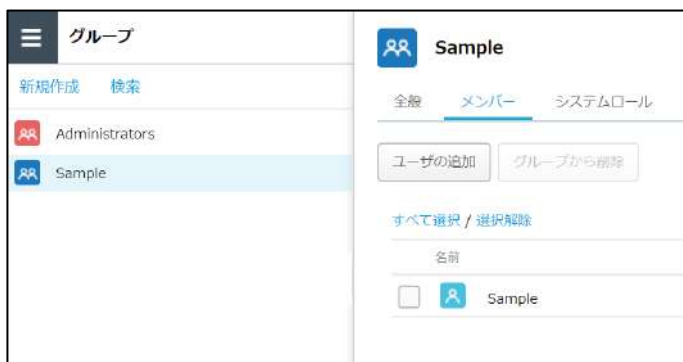 グループ
新規作成 検索
Administrators
Sample
Sample
全般 メンバー システムロール
ユーザの追加 グループから削除
すべて選択 / 選択解除
名前
Sample